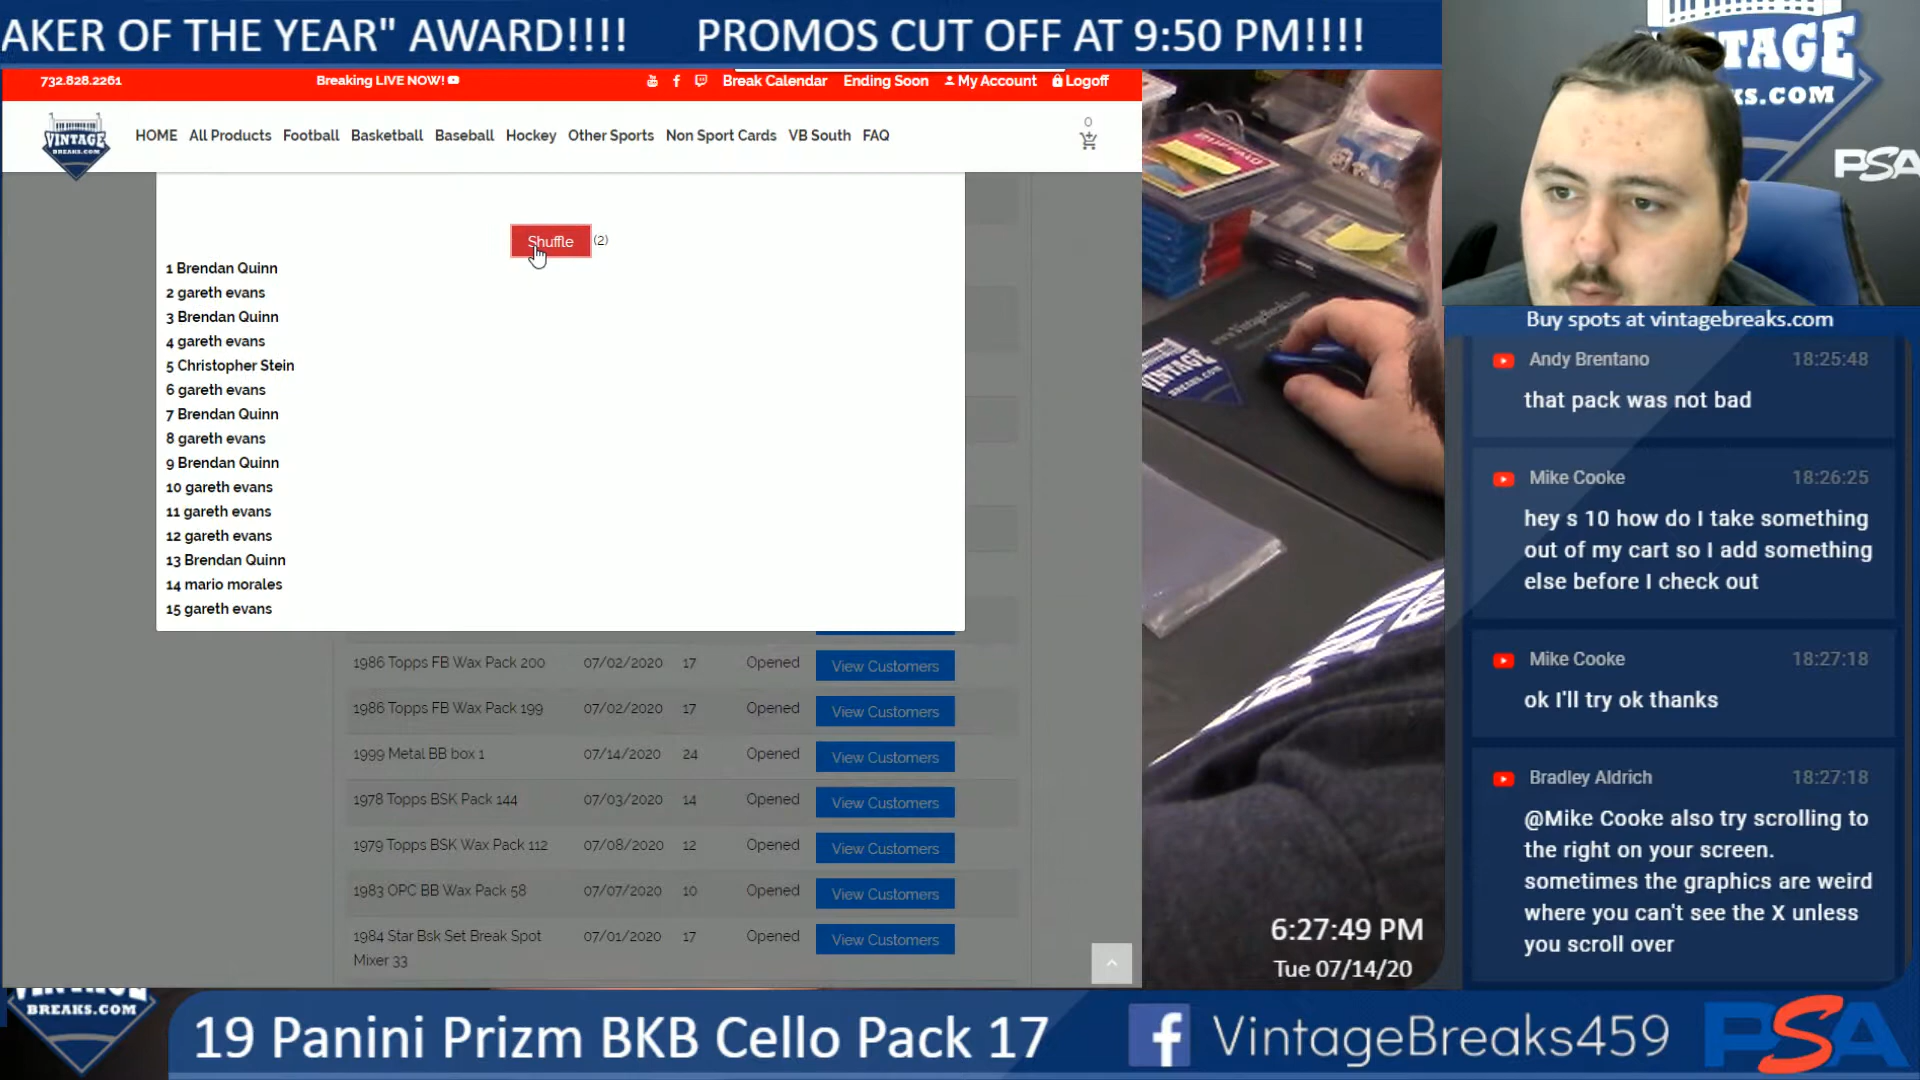 AKER OF THE YEAR" AWARD!!!! PROMOS CUT OFF AT 9:50 PM!!!!
732.828.2261 Breaking LIVE NOW! Break Calendar Ending Soon My Account Logoff
VINTAGE
BREAKS.COM
HOME All Products Football Basketball Baseball Hockey Other Sports Non Sport Cards VB South FAQ
0
Shuffle (2)
1 Brendan Quinn
2 gareth evans
3 Brendan Quinn
4 gareth evans
5 Christopher Stein
6 gareth evans
7 Brendan Quinn
8 gareth evans
9 Brendan Quinn
10 gareth evans
11 gareth evans
12 gareth evans
13 Brendan Quinn
14 mario morales
15 gareth evans
1986 Topps FB Wax Pack 200 07/02/2020 17 Opened View Customers
1986 Topps FB Wax Pack 199 07/02/2020 17 Opened View Customers
1999 Metal BB box 1 07/14/2020 24 Opened View Customers
1978 Topps BSK Pack 144 07/03/2020 14 Opened View Customers
1979 Topps BSK Wax Pack 112 07/08/2020 12 Opened View Customers
1983 OPC BB Wax Pack 58 07/07/2020 10 Opened View Customers
1984 Star Bsk Set Break Spot 07/01/2020 17 Opened View Customers
Mixer 33
VINTAGE
TAGE
KS.COM
PSA
Buy spots at vintagebreaks.com
Andy Brentano 18:25:48
that pack was not bad
Mike Cooke 18:26:25
hey s 10 how do I take something
out of my cart so I add something
else before I check out
Mike Cooke 18:27:18
ok I'll try ok thanks
Bradley Aldrich 18:27:18
@Mike Cooke also try scrolling to
the right on your screen.
sometimes the graphics are weird
where you can't see the X unless
you scroll over
6:27:49 PM
Tue 07/14/20
VINTAGE
BREAKS.COM
19 Panini Prizm BKB Cello Pack 17
VintageBreaks459
PSA